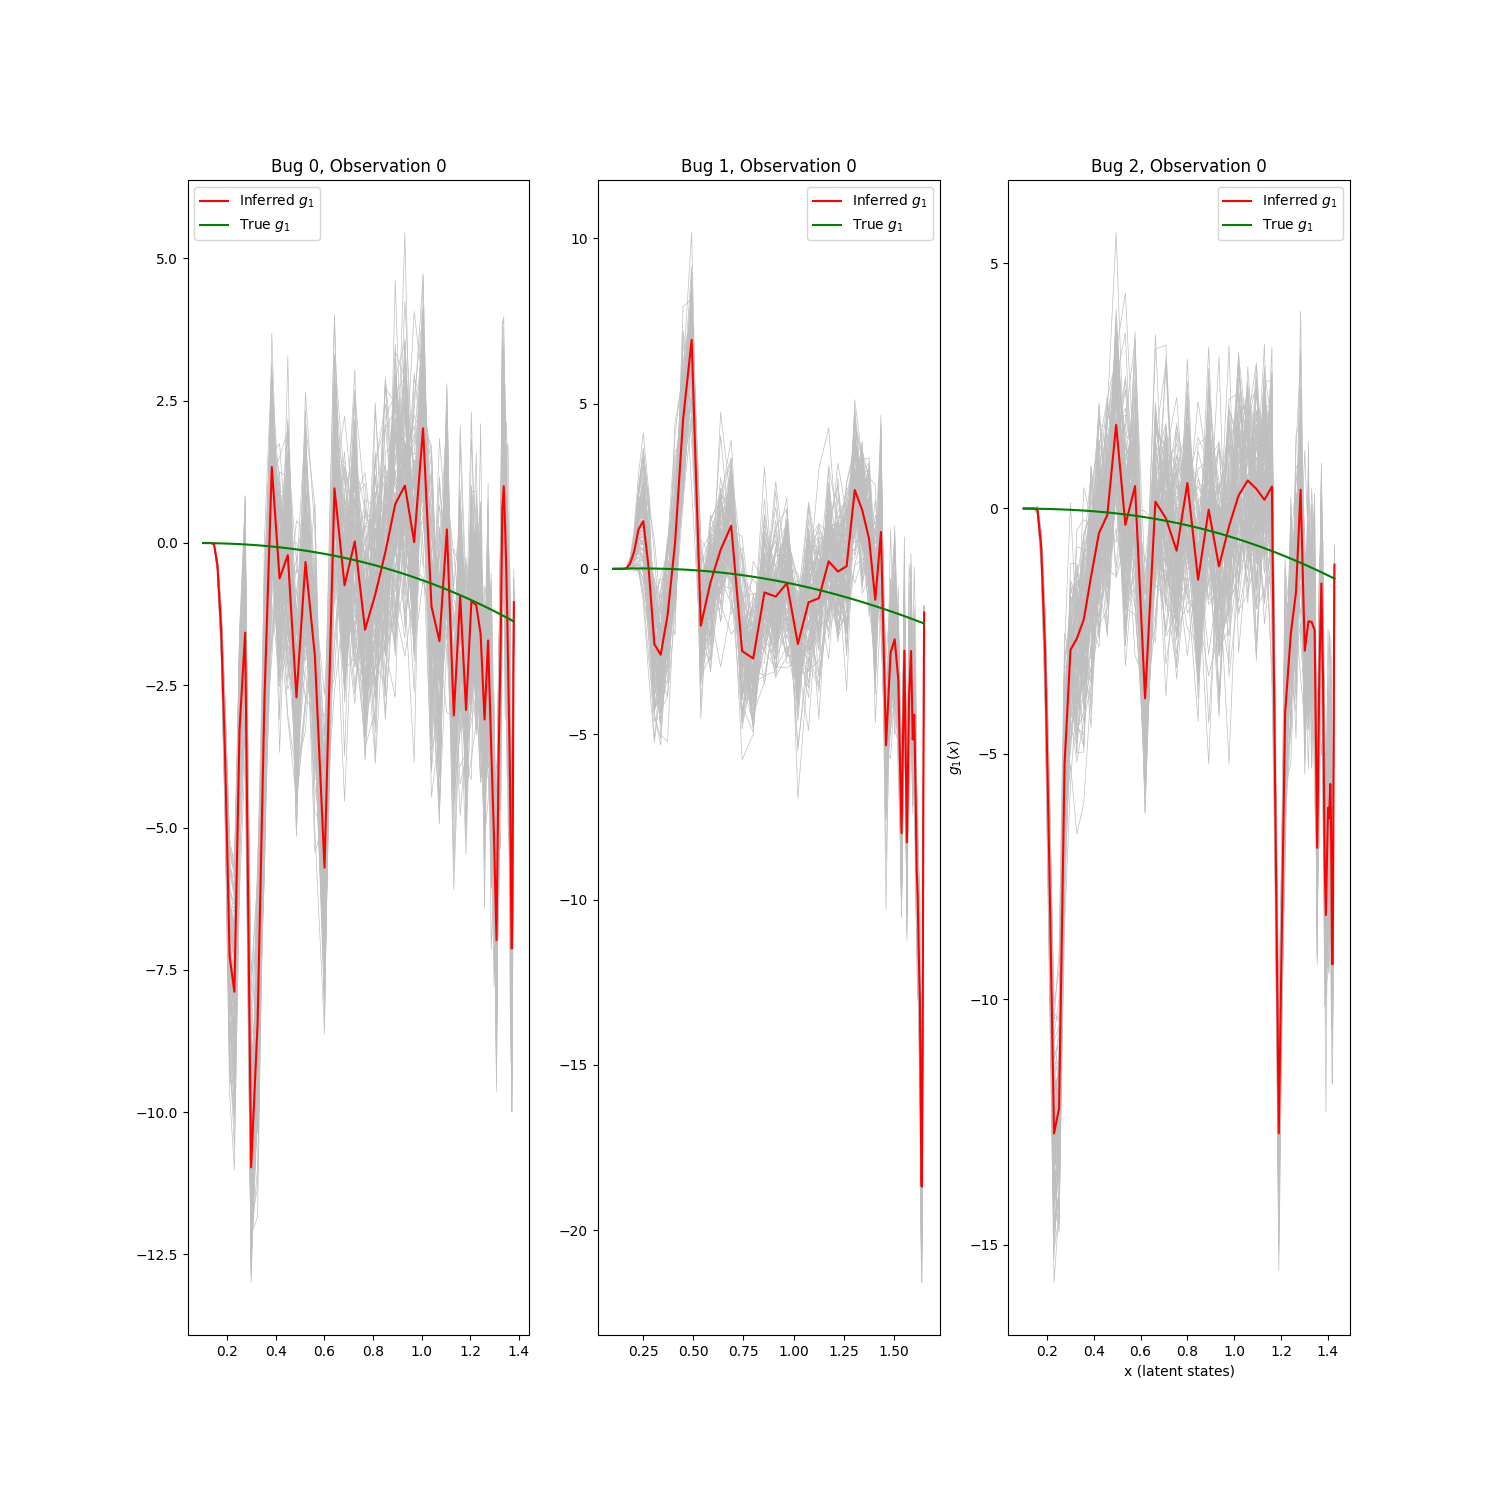 Bug 0, Observation 0
Inferred g₁
True g₁
5.0
2.5
0.0
−2.5
−5.0
−7.5
−10.0
−12.5
0.2 0.4 0.6 0.8 1.0 1.2 1.4
Bug 1, Observation 0
Inferred g₁
True g₁
10
5
0
−5
−10
−15
−20
0.25 0.50 0.75 1.00 1.25 1.50
Bug 2, Observation 0
Inferred g₁
True g₁
5
0
−5
−10
−15
g₁(x)
0.2 0.4 0.6 0.8 1.0 1.2 1.4
x (latent states)